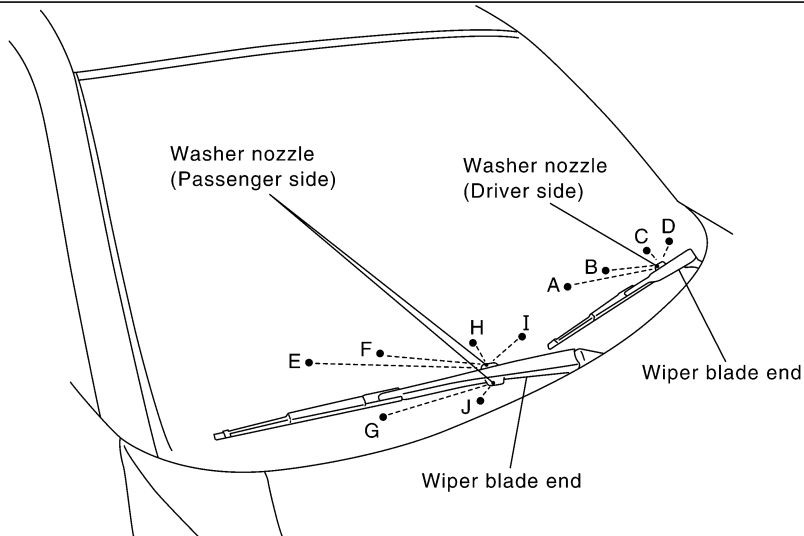 Washer nozzle
(Passenger side)
Washer nozzle
(Driver side)
C
D
B
A
H
I
F
E
Wiper blade end
J
G
Wiper blade end